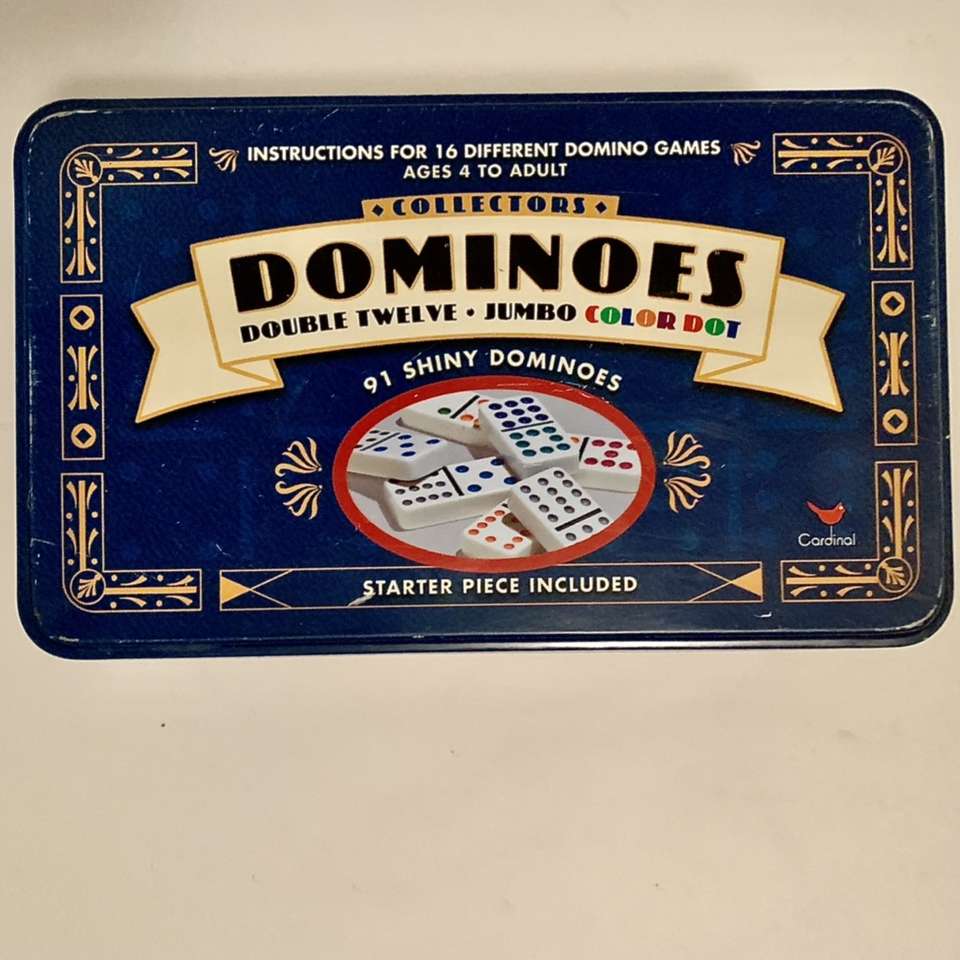 INSTRUCTIONS FOR 16 DIFFERENT DOMINO GAMES
AGES 4 TO ADULT
COLLECTORS
DOMINOES
DOUBLE TWELVE • JUMBO COLOR DOT
91 SHINY DOMINOES
Cardinal
STARTER PIECE INCLUDED